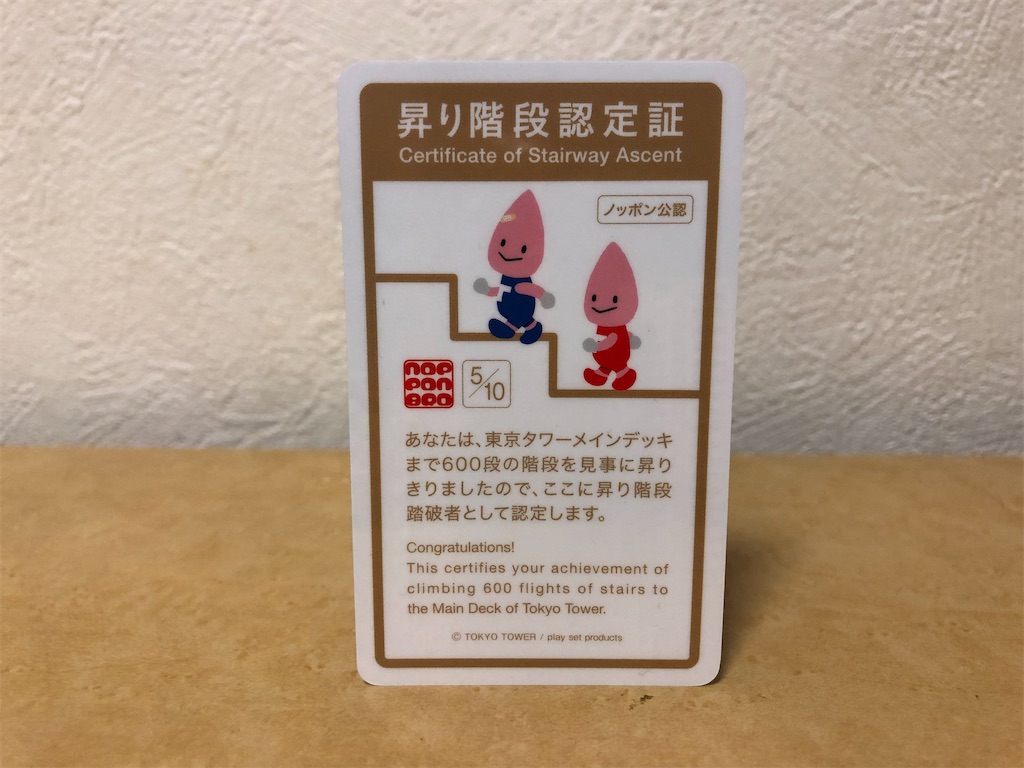 昇り階段認定証
Certificate of Stairway Ascent
ノッポン公認
NOP
PON
BRO
5/10
あなたは、東京タワーメインデッキ
まで600段の階段を見事に昇り
きりましたので、ここに昇り階段
踏破者として認定します。
Congratulations!
This certifies your achievement of
climbing 600 flights of stairs to
the Main Deck of Tokyo Tower.
© TOKYO TOWER / play set products